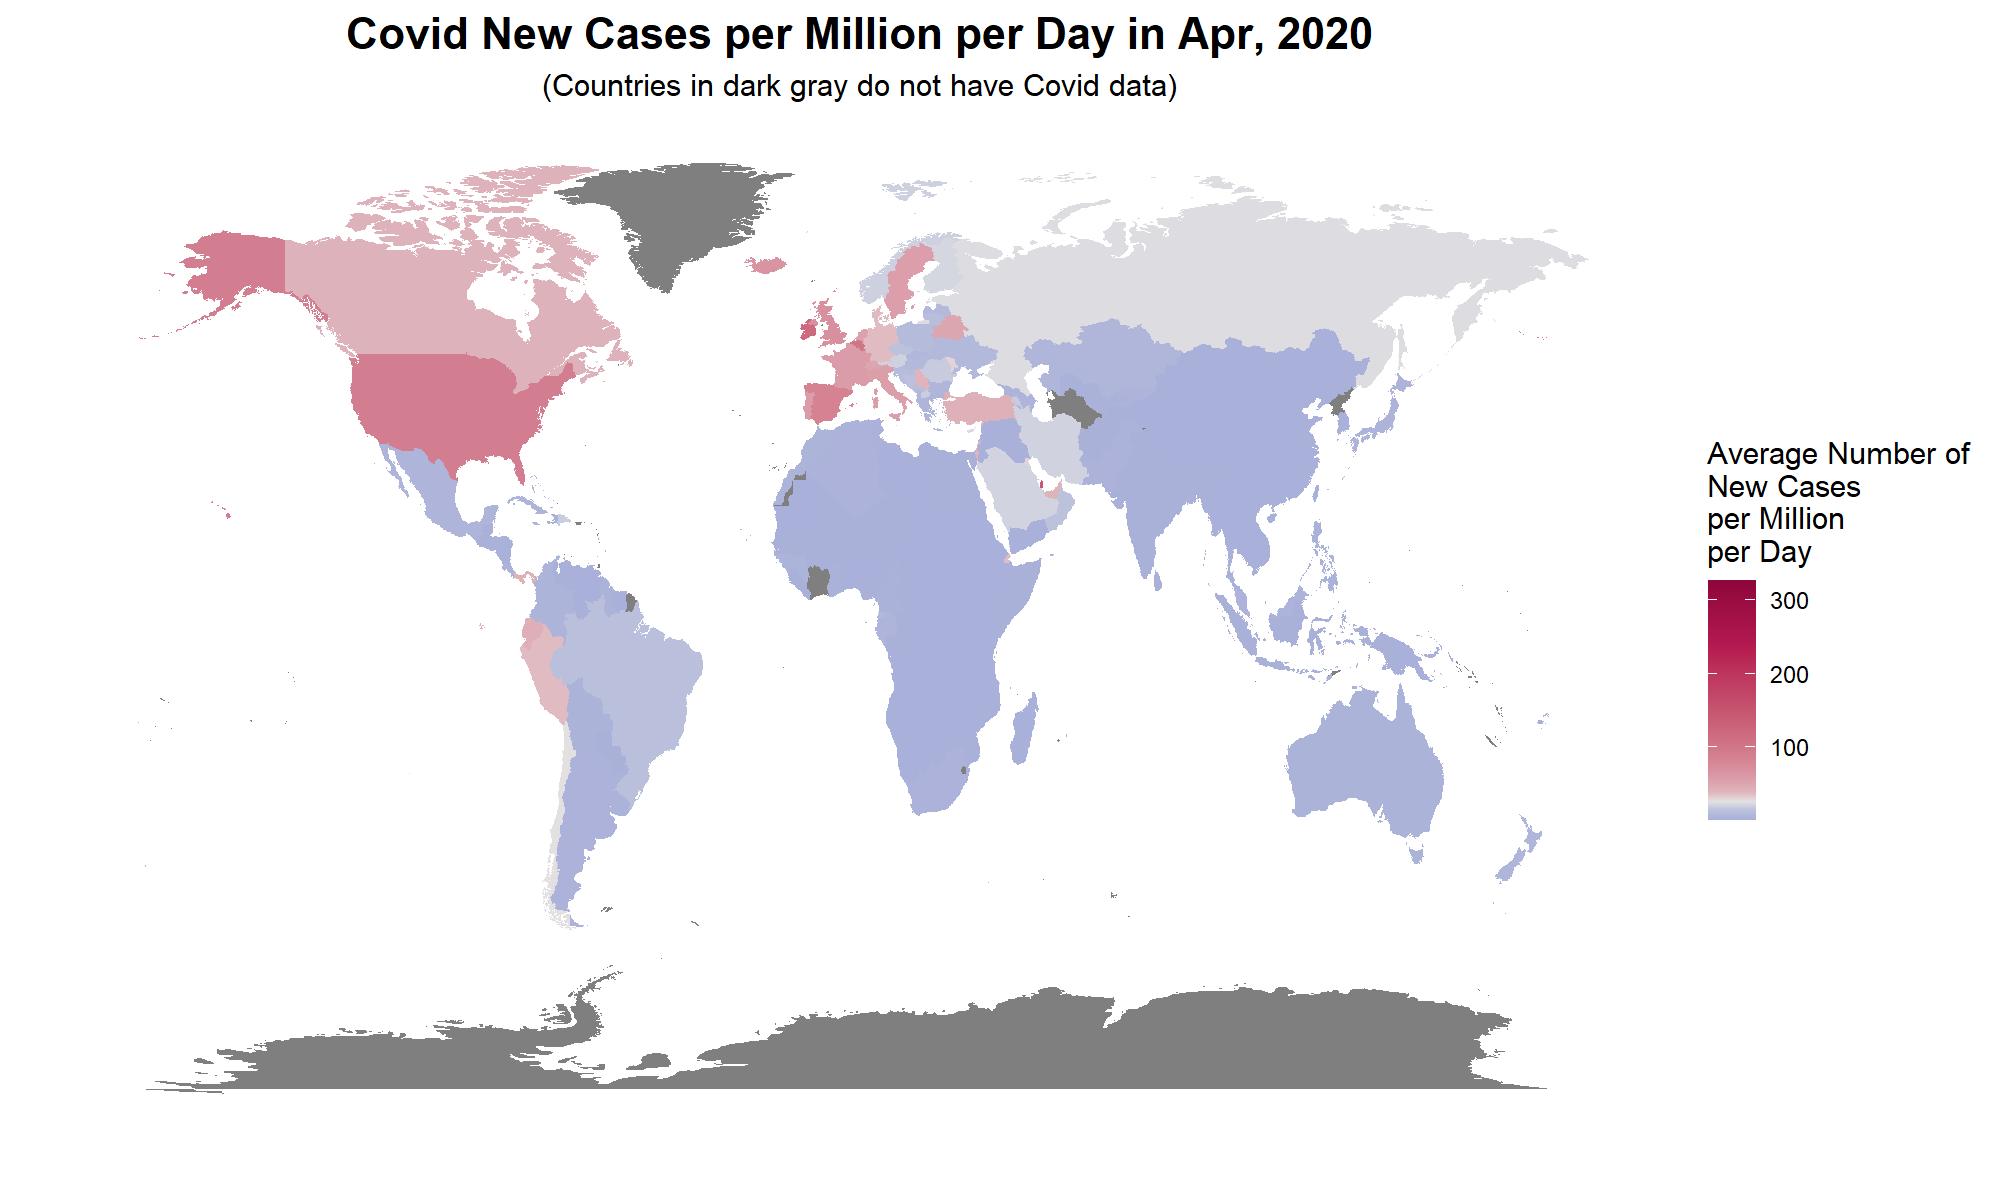 Covid New Cases per Million per Day in Apr, 2020
(Countries in dark gray do not have Covid data)
Average Number of
New Cases
per Million
per Day
300
200
100